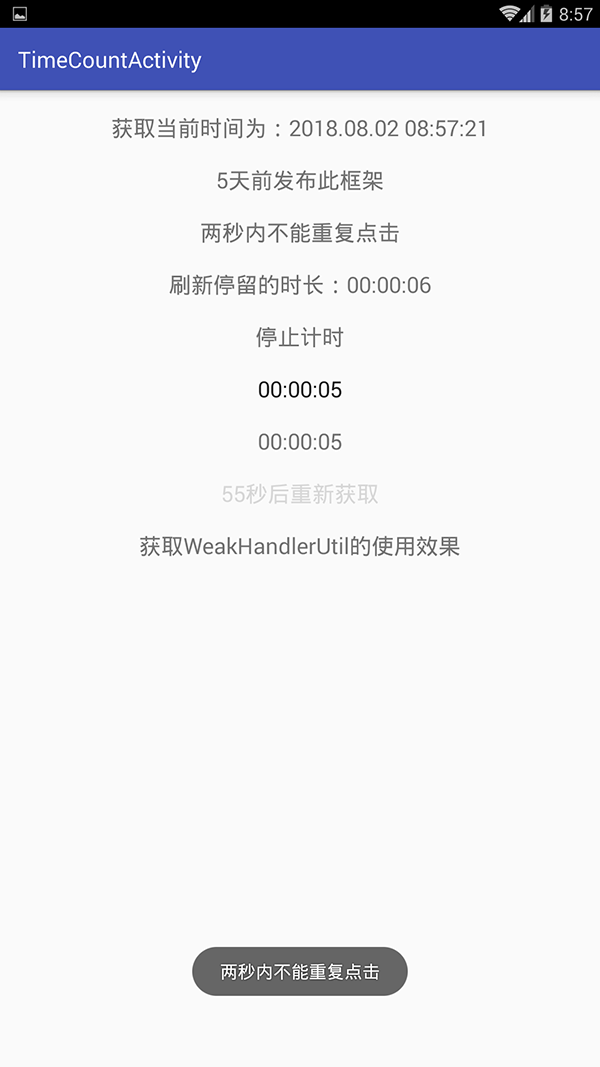 8:57
TimeCountActivity
获取当前时间为：2018.08.02 08:57:21
5天前发布此框架
两秒内不能重复点击
刷新停留的时长：00:00:06
停止计时
00:00:05
00:00:05
55秒后重新获取
获取WeakHandlerUtil的使用效果
两秒内不能重复点击